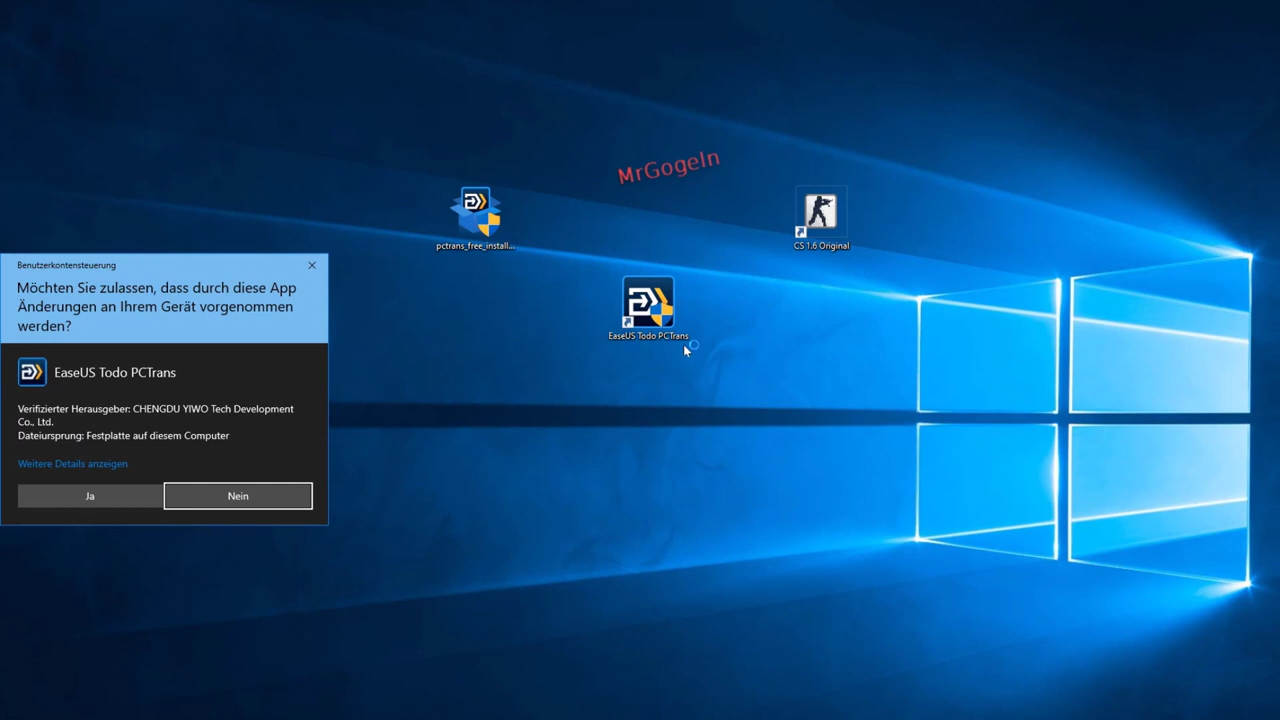 MrGogeIn
pctrans_free_install...
CS 1.6 Original
Benutzerkontensteuerung
Möchten Sie zulassen, dass durch diese App
Änderungen an Ihrem Gerät vorgenommen
werden?
EaseUS Todo PCTrans
EaseUS Todo PCTrans
Verifizierter Herausgeber: CHENGDU YIWO Tech Development
Co., Ltd.
Dateiursprung: Festplatte auf diesem Computer
Weitere Details anzeigen
Ja
Nein